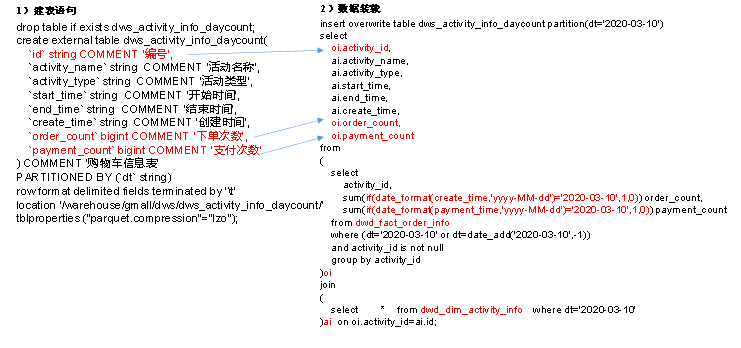 1）建表语句
drop table if exists dws_activity_info_daycount;
create external table dws_activity_info_daycount(
`id` string COMMENT '编号',
`activity_name` string  COMMENT '活动名称',
`activity_type` string  COMMENT '活动类型',
`start_time` string  COMMENT '开始时间',
`end_time` string  COMMENT '结束时间',
`create_time` string  COMMENT '创建时间',
`order_count` bigint COMMENT '下单次数',
`payment_count` bigint COMMENT '支付次数'
) COMMENT '购物车信息表'
PARTITIONED BY (`dt` string)
row format delimited fields terminated by '\t'
location '/warehouse/gmall/dws/dws_activity_info_daycount/'
tblproperties ("parquet.compression"="lzo");
2）数据装载
insert overwrite table dws_activity_info_daycount partition(dt='2020-03-10')
select
oi.activity_id,
ai.activity_name,
ai.activity_type,
ai.start_time,
ai.end_time,
ai.create_time,
oi.order_count,
oi.payment_count
from
(
select
activity_id,
sum(if(date_format(create_time,'yyyy-MM-dd')='2020-03-10',1,0)) order_count,
sum(if(date_format(payment_time,'yyyy-MM-dd')='2020-03-10',1,0)) payment_count
from dwd_fact_order_info
where (dt='2020-03-10' or dt=date_add('2020-03-10',-1))
and activity_id is not null
group by activity_id
)oi
join
(
select * from dwd_dim_activity_info where dt='2020-03-10'
)ai on oi.activity_id=ai.id;